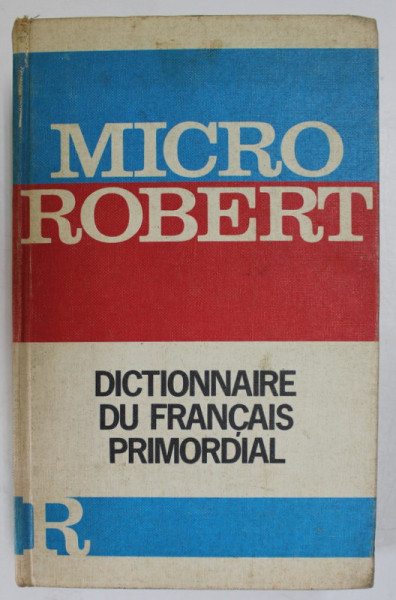 MICRO
ROBERT
DICTIONNAIRE
DU FRANÇAIS
PRIMORDIAL
R